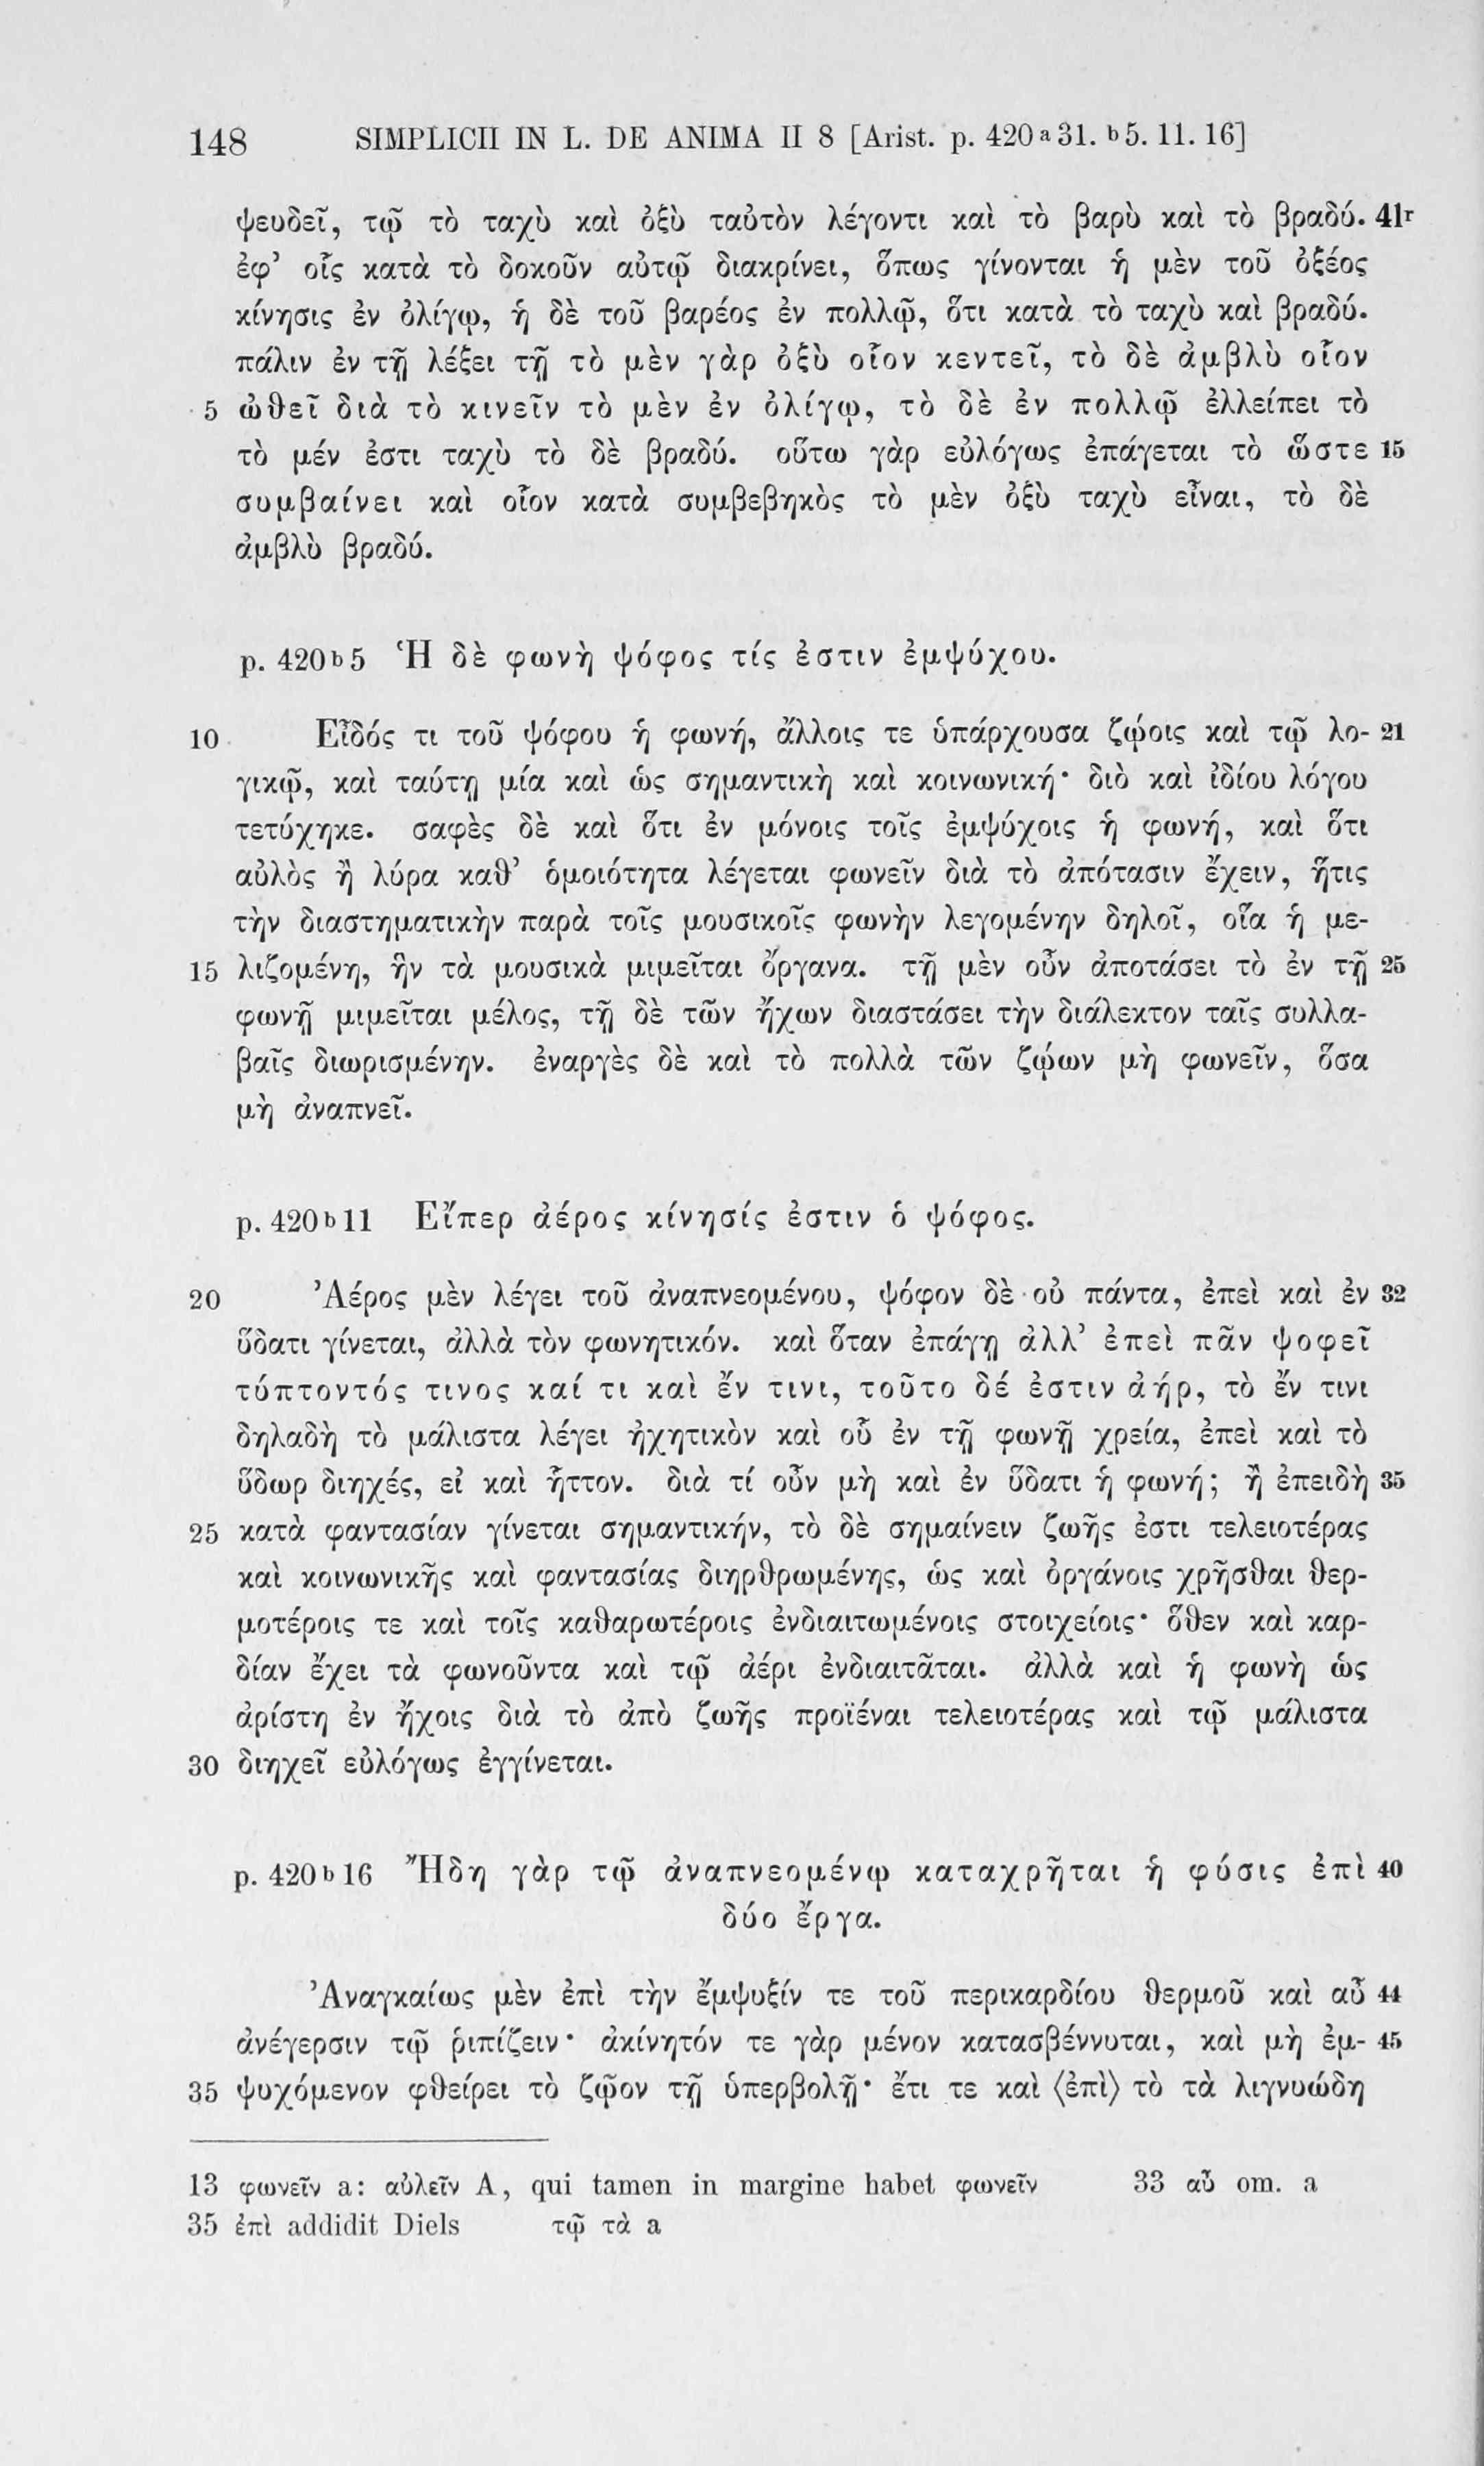 148 SIMPLICII IN L. DE ANIMA II 8 [Arist. p. 420 a 31. b 5. 11. 16]
ψευδεῖ, τῷ τὸ ταχὺ καὶ ὀξὺ ταὐτὸν λέγοντι καὶ τὸ βαρὺ καὶ τὸ βραδύ. 41r
ἐφ’ οἷς κατὰ τὸ δοκοῦν αὐτῷ διακρίνει, ὅπως γίνονται ἡ μὲν τοῦ ὀξέος
κίνησις ἐν ὀλίγῳ, ἡ δὲ τοῦ βαρέος ἐν πολλῷ, ὅτι κατὰ τὸ ταχὺ καὶ βραδύ.
πάλιν ἐν τῇ λέξει τῇ τὸ μὲν γὰρ ὀξὺ οἷον κεντεῖ, τὸ δὲ ἀμβλὺ οἷον
5 ὠθεῖ διὰ τὸ κινεῖν τὸ μὲν ἐν ὀλίγῳ, τὸ δὲ ἐν πολλῷ ἐλλείπει τὸ
τὸ μέν ἐστι ταχὺ τὸ δὲ βραδύ. οὕτω γὰρ εὐλόγως ἐπάγεται τὸ ὥστε 15
συμβαίνει καὶ οἷον κατὰ συμβεβηκὸς τὸ μὲν ὀξὺ ταχὺ εἶναι, τὸ δὲ
ἀμβλὺ βραδύ.
p. 420 b 5 Ἡ δὲ φωνὴ ψόφος τίς ἐστιν ἐμψύχου.
10 Εἶδός τι τοῦ ψόφου ἡ φωνή, ἄλλοις τε ὑπάρχουσα ζῴοις καὶ τῷ λο- 21
γικῷ, καὶ ταύτῃ μία καὶ ὡς σημαντικὴ καὶ κοινωνική· διὸ καὶ ἰδίου λόγου
τετύχηκε. σαφὲς δὲ καὶ ὅτι ἐν μόνοις τοῖς ἐμψύχοις ἡ φωνή, καὶ ὅτι
αὐλὸς ἢ λύρα καθ’ ὁμοιότητα λέγεται φωνεῖν διὰ τὸ ἀπότασιν ἔχειν, ἥτις
τὴν διαστηματικὴν παρὰ τοῖς μουσικοῖς φωνὴν λεγομένην δηλοῖ, οἵα ἡ με-
15 λιζομένη, ἣν τὰ μουσικὰ μιμεῖται ὄργανα. τῇ μὲν οὖν ἀποτάσει τὸ ἐν τῇ 25
φωνῇ μιμεῖται μέλος, τῇ δὲ τῶν ἤχων διαστάσει τὴν διάλεκτον ταῖς συλλα-
βαῖς διωρισμένην. ἐναργὲς δὲ καὶ τὸ πολλὰ τῶν ζῴων μὴ φωνεῖν, ὅσα
μὴ ἀναπνεῖ.
p. 420 b 11 Εἴπερ ἀέρος κίνησίς ἐστιν ὁ ψόφος.
20 Ἀέρος μὲν λέγει τοῦ ἀναπνεομένου, ψόφον δὲ οὐ πάντα, ἐπεὶ καὶ ἐν 32
ὕδατι γίνεται, ἀλλὰ τὸν φωνητικόν. καὶ ὅταν ἐπάγῃ ἀλλ’ ἐπεὶ πᾶν ψοφεῖ
τύπτοντός τινος καί τι καὶ ἔν τινι, τοῦτο δέ ἐστιν ἀήρ, τὸ ἔν τινι
δηλαδὴ τὸ μάλιστα λέγει ἠχητικὸν καὶ οὗ ἐν τῇ φωνῇ χρεία, ἐπεὶ καὶ τὸ
ὕδωρ διηχές, εἰ καὶ ἧττον. διὰ τί οὖν μὴ καὶ ἐν ὕδατι ἡ φωνή; ἢ ἐπειδὴ 35
25 κατὰ φαντασίαν γίνεται σημαντικήν, τὸ δὲ σημαίνειν ζωῆς ἐστι τελειοτέρας
καὶ κοινωνικῆς καὶ φαντασίας διηρθρωμένης, ὡς καὶ ὀργάνοις χρῆσθαι θερ-
μοτέροις τε καὶ τοῖς καθαρωτέροις ἐνδιαιτωμένοις στοιχείοις· ὅθεν καὶ καρ-
δίαν ἔχει τὰ φωνοῦντα καὶ τῷ ἀέρι ἐνδιαιτᾶται. ἀλλὰ καὶ ἡ φωνὴ ὡς
ἀρίστη ἐν ἤχοις διὰ τὸ ἀπὸ ζωῆς προϊέναι τελειοτέρας καὶ τῷ μάλιστα
30 διηχεῖ εὐλόγως ἐγγίνεται.
p. 420 b 16 Ἤδη γὰρ τῷ ἀναπνεομένῳ καταχρῆται ἡ φύσις ἐπὶ 40
δύο ἔργα.
Ἀναγκαίως μὲν ἐπὶ τὴν ἔμψυξίν τε τοῦ περικαρδίου θερμοῦ καὶ αὖ 44
ἀνέγερσιν τῷ ῥιπίζειν· ἀκίνητόν τε γὰρ μένον κατασβέννυται, καὶ μὴ ἐμ- 45
35 ψυχόμενον φθείρει τὸ ζῷον τῇ ὑπερβολῇ· ἔτι τε καὶ ⟨ἐπὶ⟩ τὸ τὰ λιγνυώδη
13 φωνεῖν a: αὐλεῖν A, qui tamen in margine habet φωνεῖν 33 αὖ om. a
35 ἐπὶ addidit Diels τῷ τὰ a